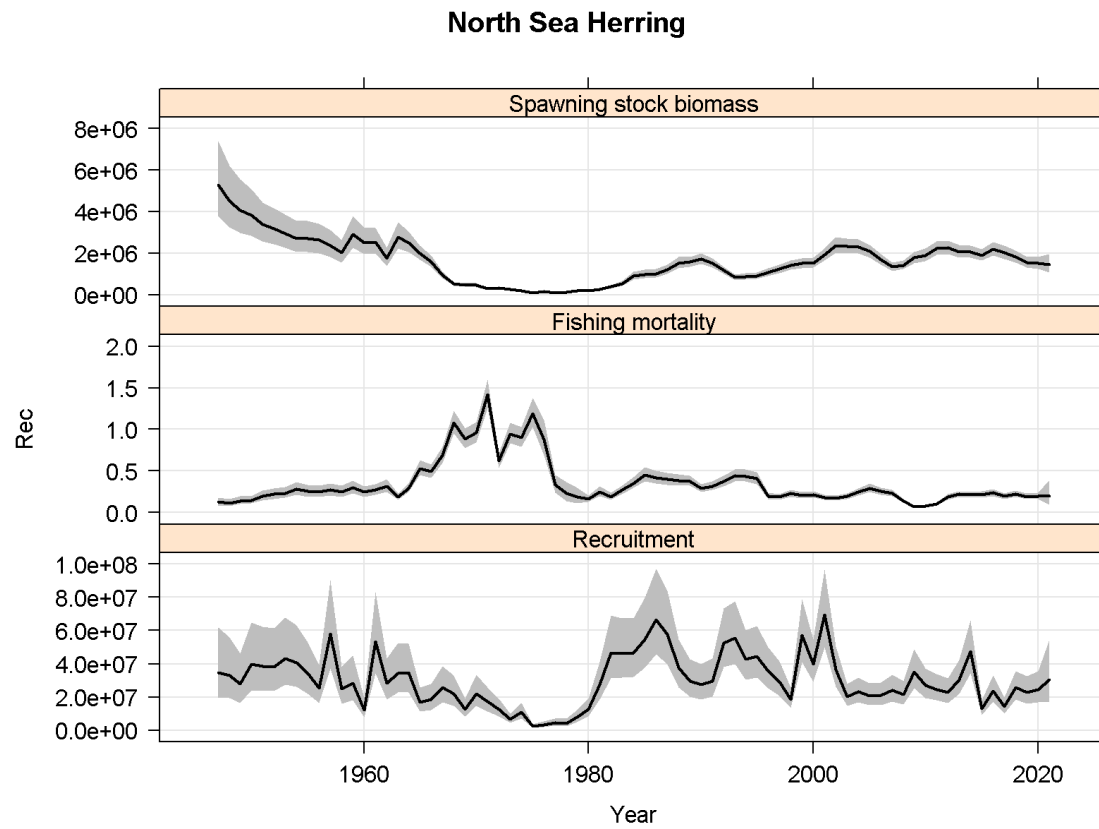 North Sea Herring
Spawning stock biomass
8e+06
6e+06
4e+06
2e+06
0e+00
Fishing mortality
2.0
1.5
1.0
0.5
0.0
Rec
Recruitment
1.0e+08
8.0e+07
6.0e+07
4.0e+07
2.0e+07
0.0e+00
1960 1980 2000 2020
Year